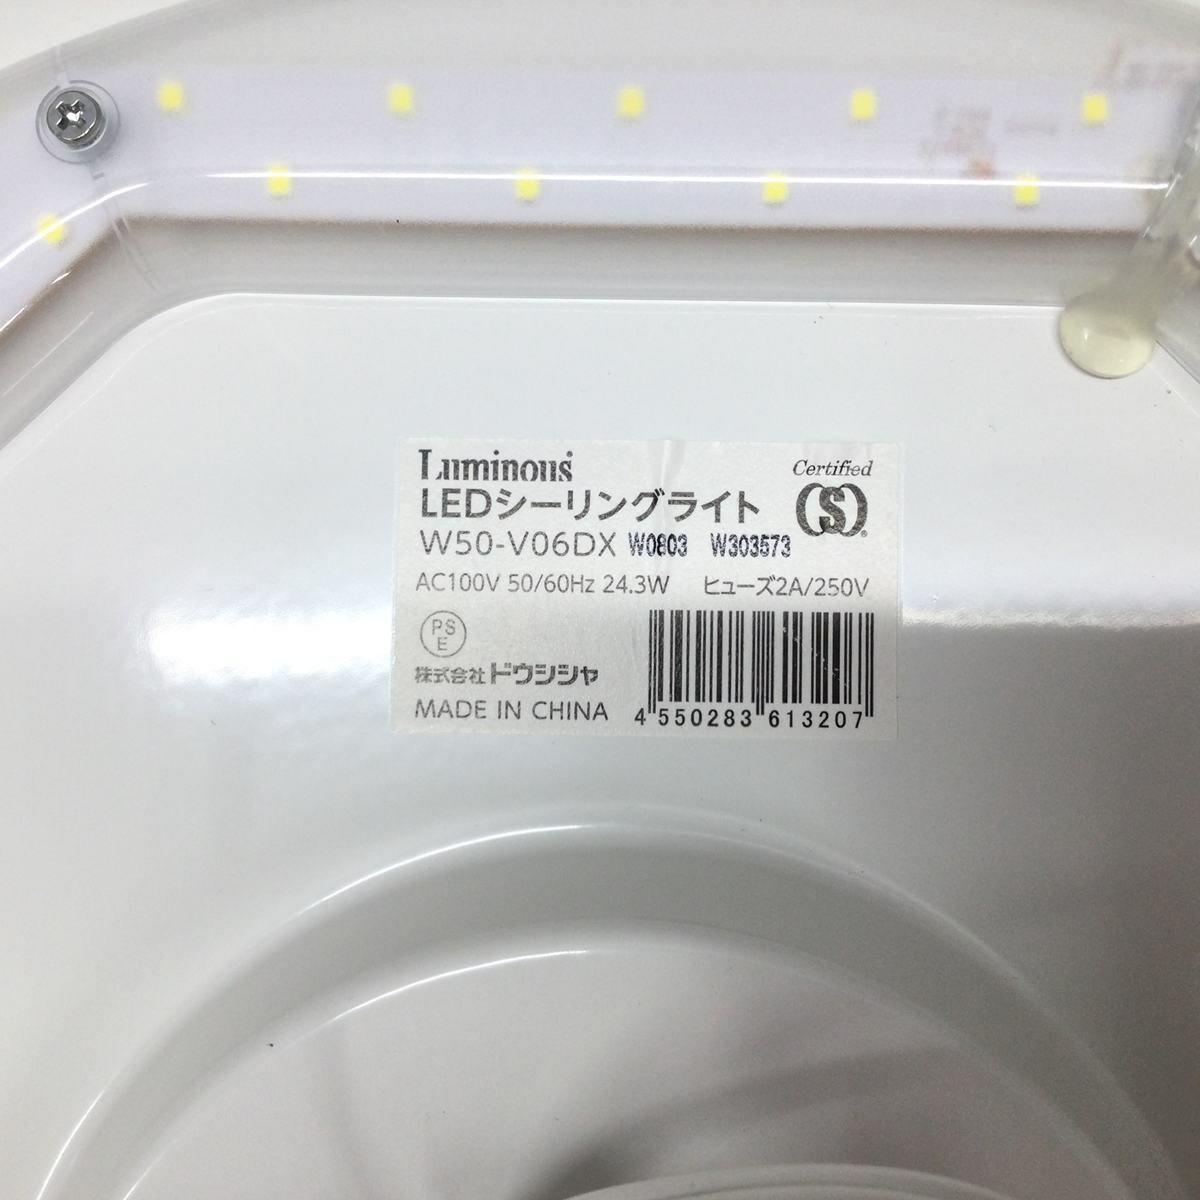 Luminous
Certified
LEDシーリングライト
S
W50-V06DX W0803 W303573
AC100V 50/60Hz 24.3W ヒューズ2A/250V
PS
E
株式会社ドウシシャ
MADE IN CHINA
4 550283 613207